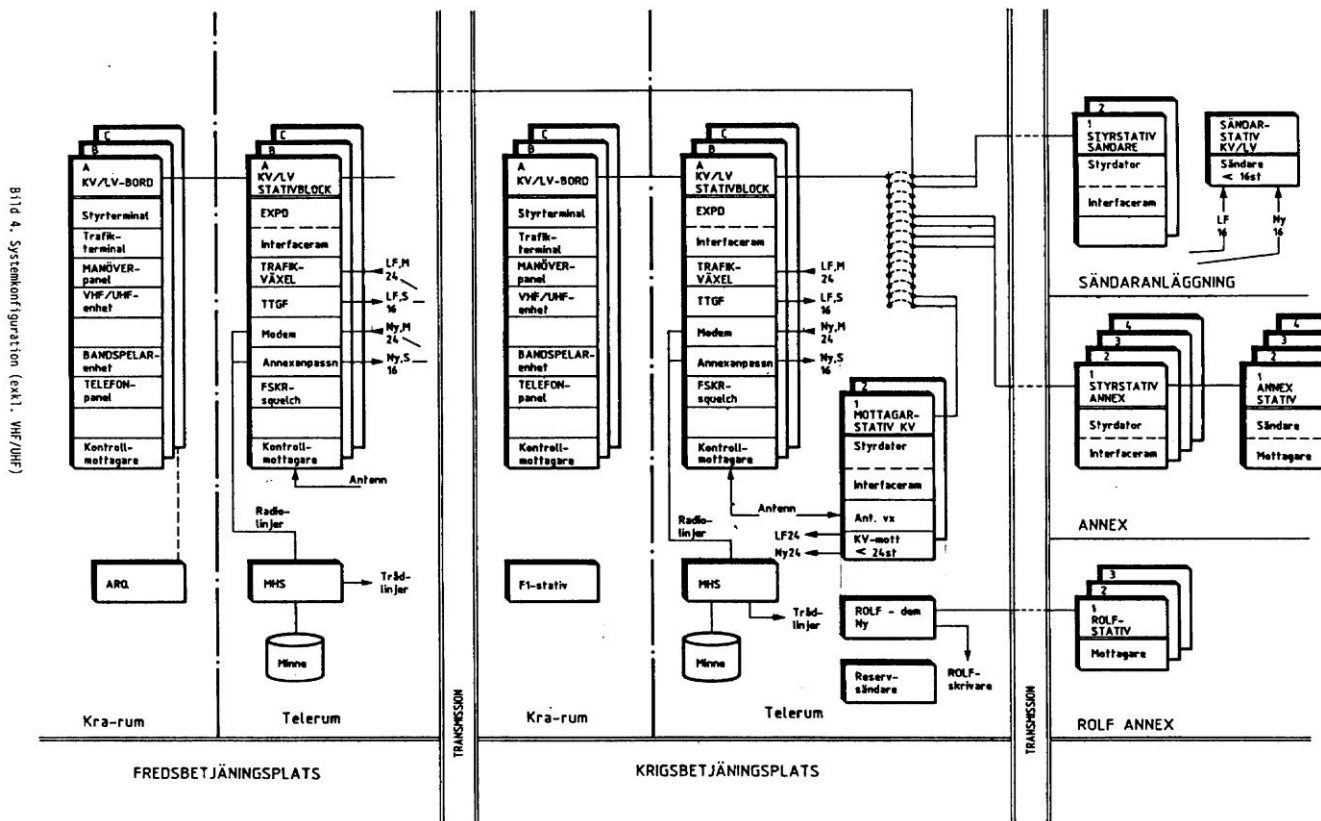 Bild 4. Systemkonfiguration (exkl. VHF/UHF)
C
B
A
KV/LV-BORD
Styrterminal
Trafik-
terminal
MANÖVER-
panel
VHF/UHF-
enhet
BANDSPELAR-
enhet
TELEFON-
panel
Kontroll-
mottagare
ARQ
Kra-rum
C
B
A
KV/LV
STATIVBLOCK
EXPD
Interfaceram
TRAFIK-
VÄXEL
TTGF
Modem
Annexanpassn
FSKR-
squelch
Kontroll-
mottagare
LF,M
24
LF,S
16
Ny,M
24
Ny,S
16
Antenn
Radio-
linjer
MHS
Tråd-
linjer
Minne
Telerum
FREDSBETJÄNINGSPLATS
TRANSMISSION
C
B
A
KV/LV-BORD
Styrterminal
Trafik-
terminal
MANÖVER-
panel
VHF/UHF-
enhet
BANDSPELAR-
enhet
TELEFON-
panel
Kontroll-
mottagare
F1-stativ
Kra-rum
C
B
A
KV/LV
STATIVBLOCK
EXPD
Interfaceram
TRAFIK-
VÄXEL
TTGF
Modem
Annexanpassn
FSKR-
squelch
Kontroll-
mottagare
LF,M
24
LF,S
16
Ny,M
24
Ny,S
16
Radio-
linjer
Antenn
MHS
Tråd-
linjer
Minne
2
1
MOTTAGAR-
STATIV KV
Styrdator
Interfaceram
Ant. vx
KV-mott
< 24st
LF24
Ny24
ROLF - dem
Ny
ROLF-
skrivare
Reserv-
sändare
Telerum
KRIGSBETJÄNINGSPLATS
TRANSMISSION
2
1
STYRSTATIV
SÄNDARE
Styrdator
Interfaceram
SÄNDAR-
STATIV
KV/LV
Sändare
< 16st
LF
16
Ny
16
SÄNDARANLÄGGNING
4
3
2
1
STYRSTATIV
ANNEX
Styrdator
Interfaceram
4
3
2
1
ANNEX
STATIV
Sändare
Mottagare
ANNEX
3
2
1
ROLF-
STATIV
Mottagare
ROLF ANNEX